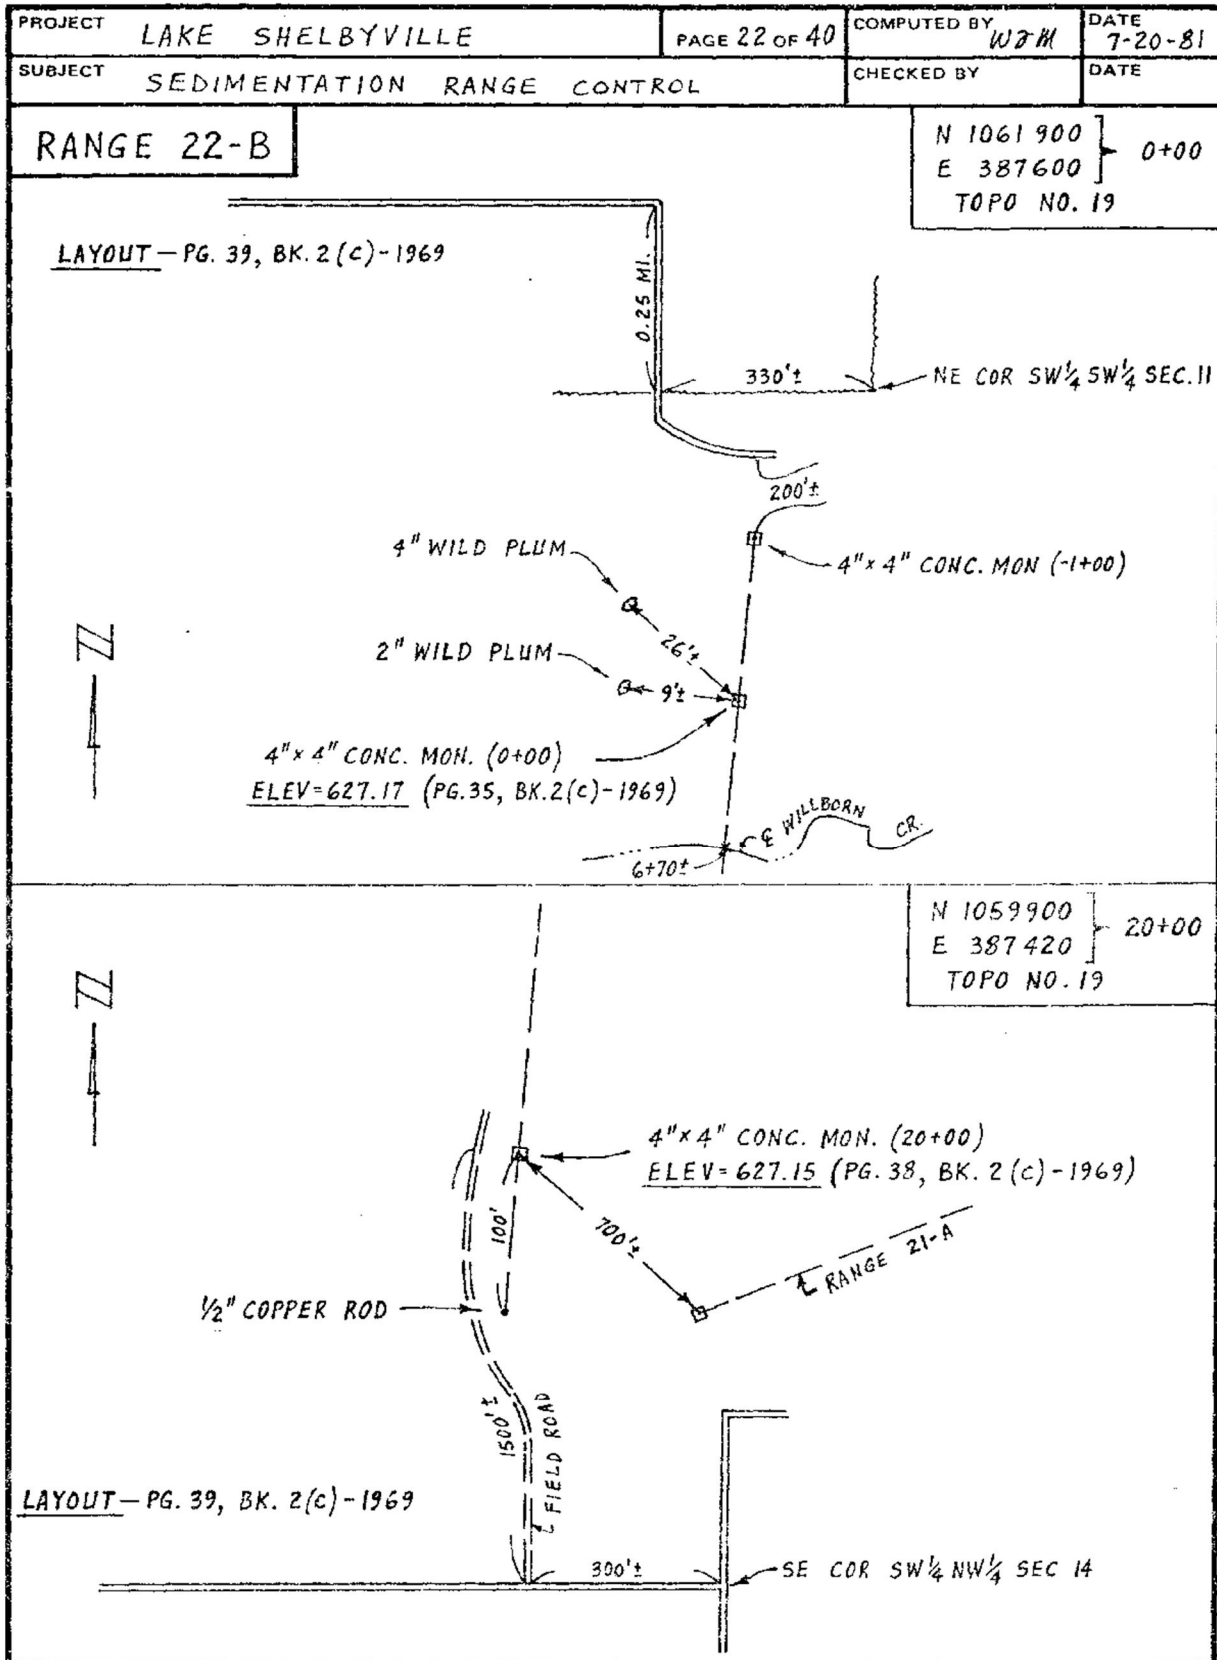 PROJECT LAKE SHELBYVILLE
PAGE 22 OF 40
COMPUTED BY WJM
DATE 7-20-81
SUBJECT SEDIMENTATION RANGE CONTROL
CHECKED BY
DATE
RANGE 22-B
N 1061 900
E 387600
0+00
TOPO NO. 19
LAYOUT — PG. 39, BK. 2(C)-1969
0.25 MI.
330'±
NE COR SW¼ SW¼ SEC. 11
200'±
4" WILD PLUM
4" x 4" CONC. MON (-1+00)
26'±
2" WILD PLUM
9'±
4" x 4" CONC. MON. (0+00)
ELEV=627.17 (PG.35, BK.2(C)-1969)
℄ WILLBORN CR.
6+70±
N 1059900
E 387420
20+00
TOPO NO. 19
4" x 4" CONC. MON. (20+00)
ELEV=627.15 (PG. 38, BK. 2(C)-1969)
100'
700'±
RANGE 21-A
½" COPPER ROD
1500'±
FIELD ROAD
LAYOUT — PG. 39, BK. 2(C)-1969
300'±
SE COR SW¼ NW¼ SEC 14
N
N